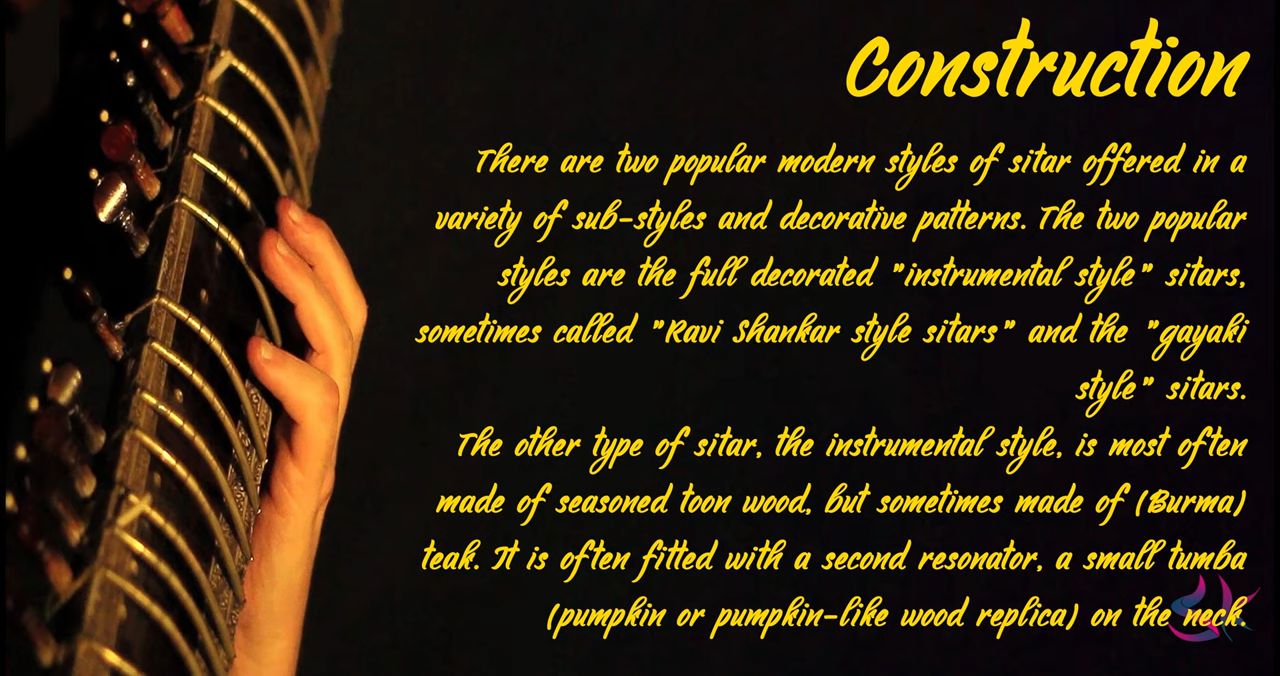 Construction
There are two popular modern styles of sitar offered in a
variety of sub-styles and decorative patterns. The two popular
styles are the full decorated "instrumental style" sitars,
sometimes called "Ravi Shankar style sitars" and the "gayaki
style" sitars.
The other type of sitar, the instrumental style, is most often
made of seasoned toon wood, but sometimes made of (Burma)
teak. It is often fitted with a second resonator, a small tumba
(pumpkin or pumpkin-like wood replica) on the neck.